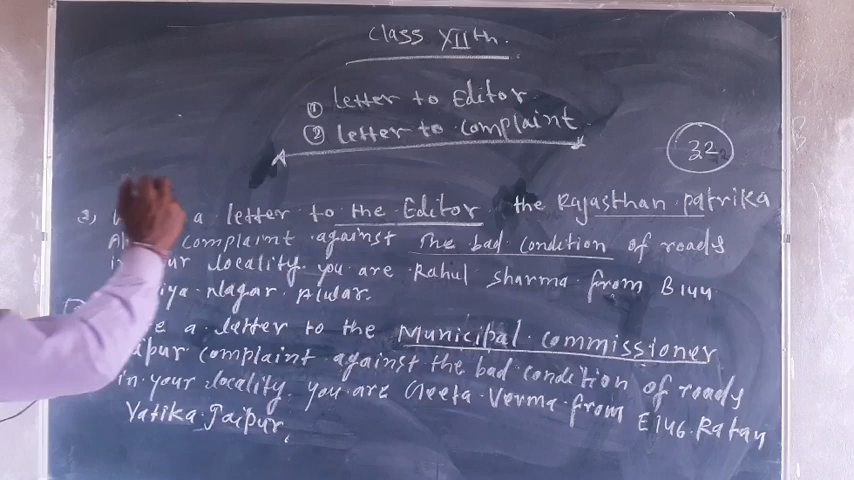 Class XIIth.
① letter to Editor.
② letter to complaint
32
a letter to the Editor, the Rajasthan patrika
complaint against The bad condition of roads
your locality. you are Rahul sharma from B144
Nagar. Alwar.
a letter to the Municipal commissioner
complaint against the bad condition of roads
in your locality. you are Geeta Verma from E146. Ratan
Vatika Jaipur.